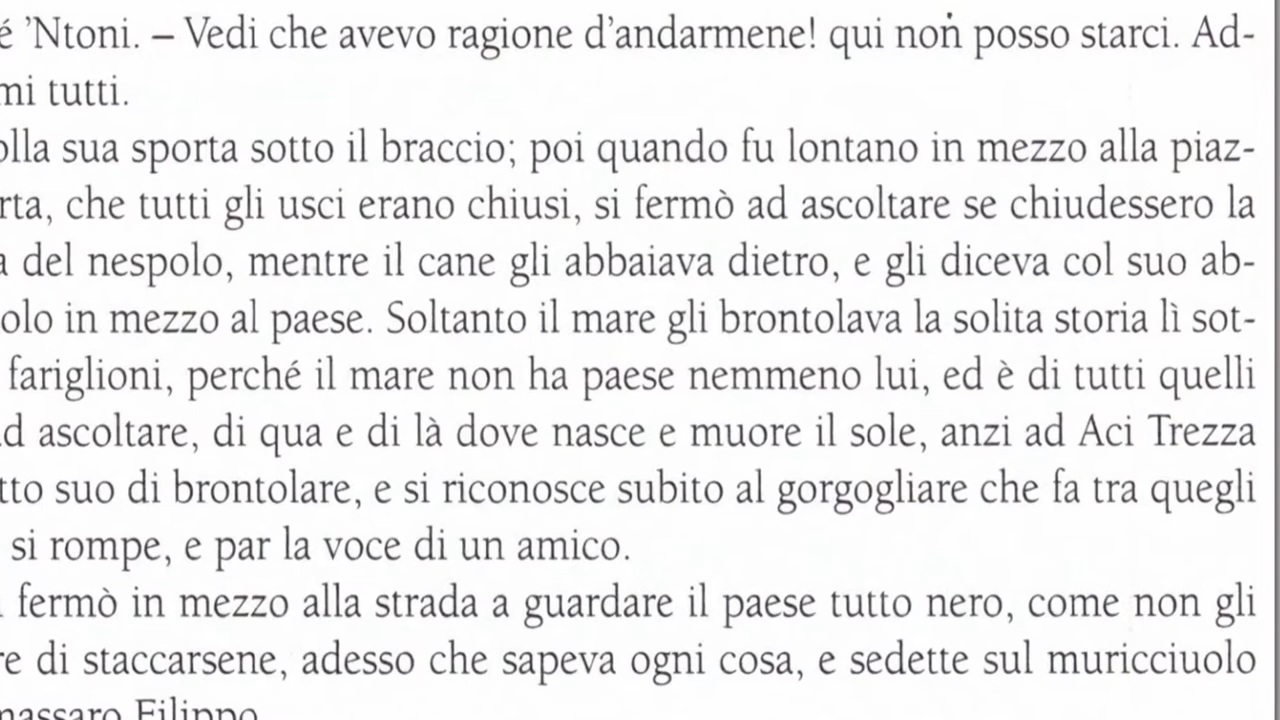 é 'Ntoni. – Vedi che avevo ragione d'andarmene! qui non posso starci. Ad-
mi tutti.
olla sua sporta sotto il braccio; poi quando fu lontano in mezzo alla piaz-
rta, che tutti gli usci erano chiusi, si fermò ad ascoltare se chiudessero la
a del nespolo, mentre il cane gli abbaiava dietro, e gli diceva col suo ab-
olo in mezzo al paese. Soltanto il mare gli brontolava la solita storia lì sot-
fariglioni, perché il mare non ha paese nemmeno lui, ed è di tutti quelli
d ascoltare, di qua e di là dove nasce e muore il sole, anzi ad Aci Trezza
tto suo di brontolare, e si riconosce subito al gorgogliare che fa tra quegli
si rompe, e par la voce di un amico.
fermò in mezzo alla strada a guardare il paese tutto nero, come non gli
re di staccarsene, adesso che sapeva ogni cosa, e sedette sul muricciuolo
massaro Filippo